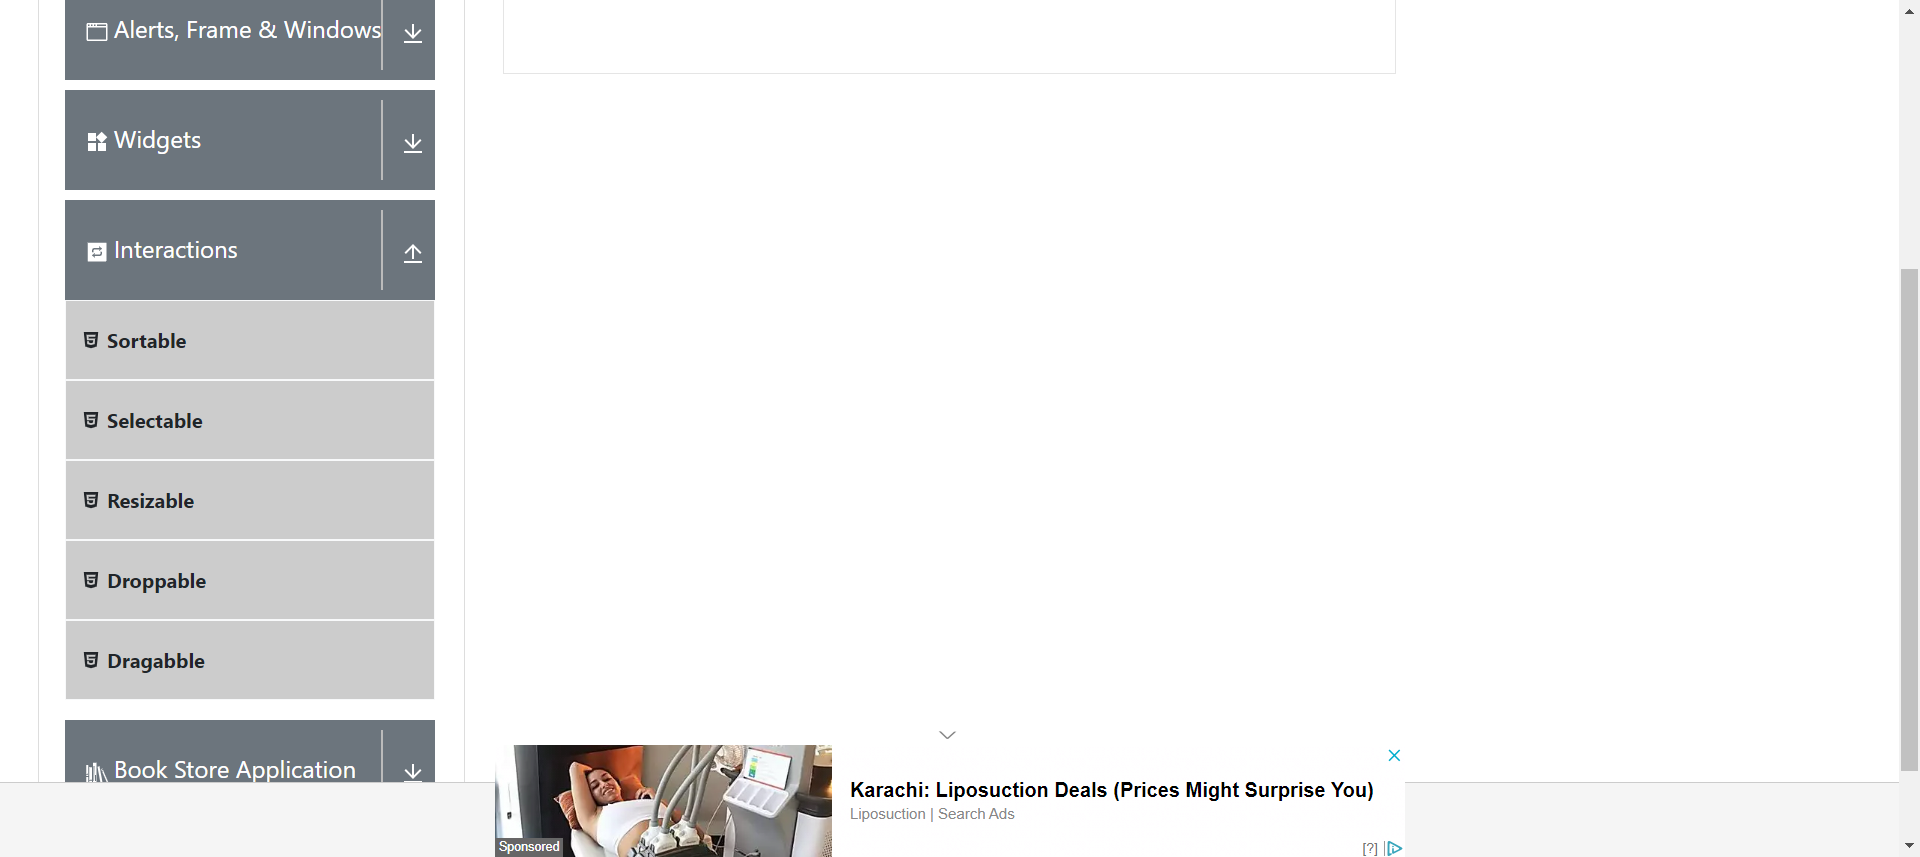 Alerts, Frame & Windows
Widgets
Interactions
Sortable
Selectable
Resizable
Droppable
Dragabble
Book Store Application
Karachi: Liposuction Deals (Prices Might Surprise You)
Liposuction | Search Ads
Sponsored
[?]